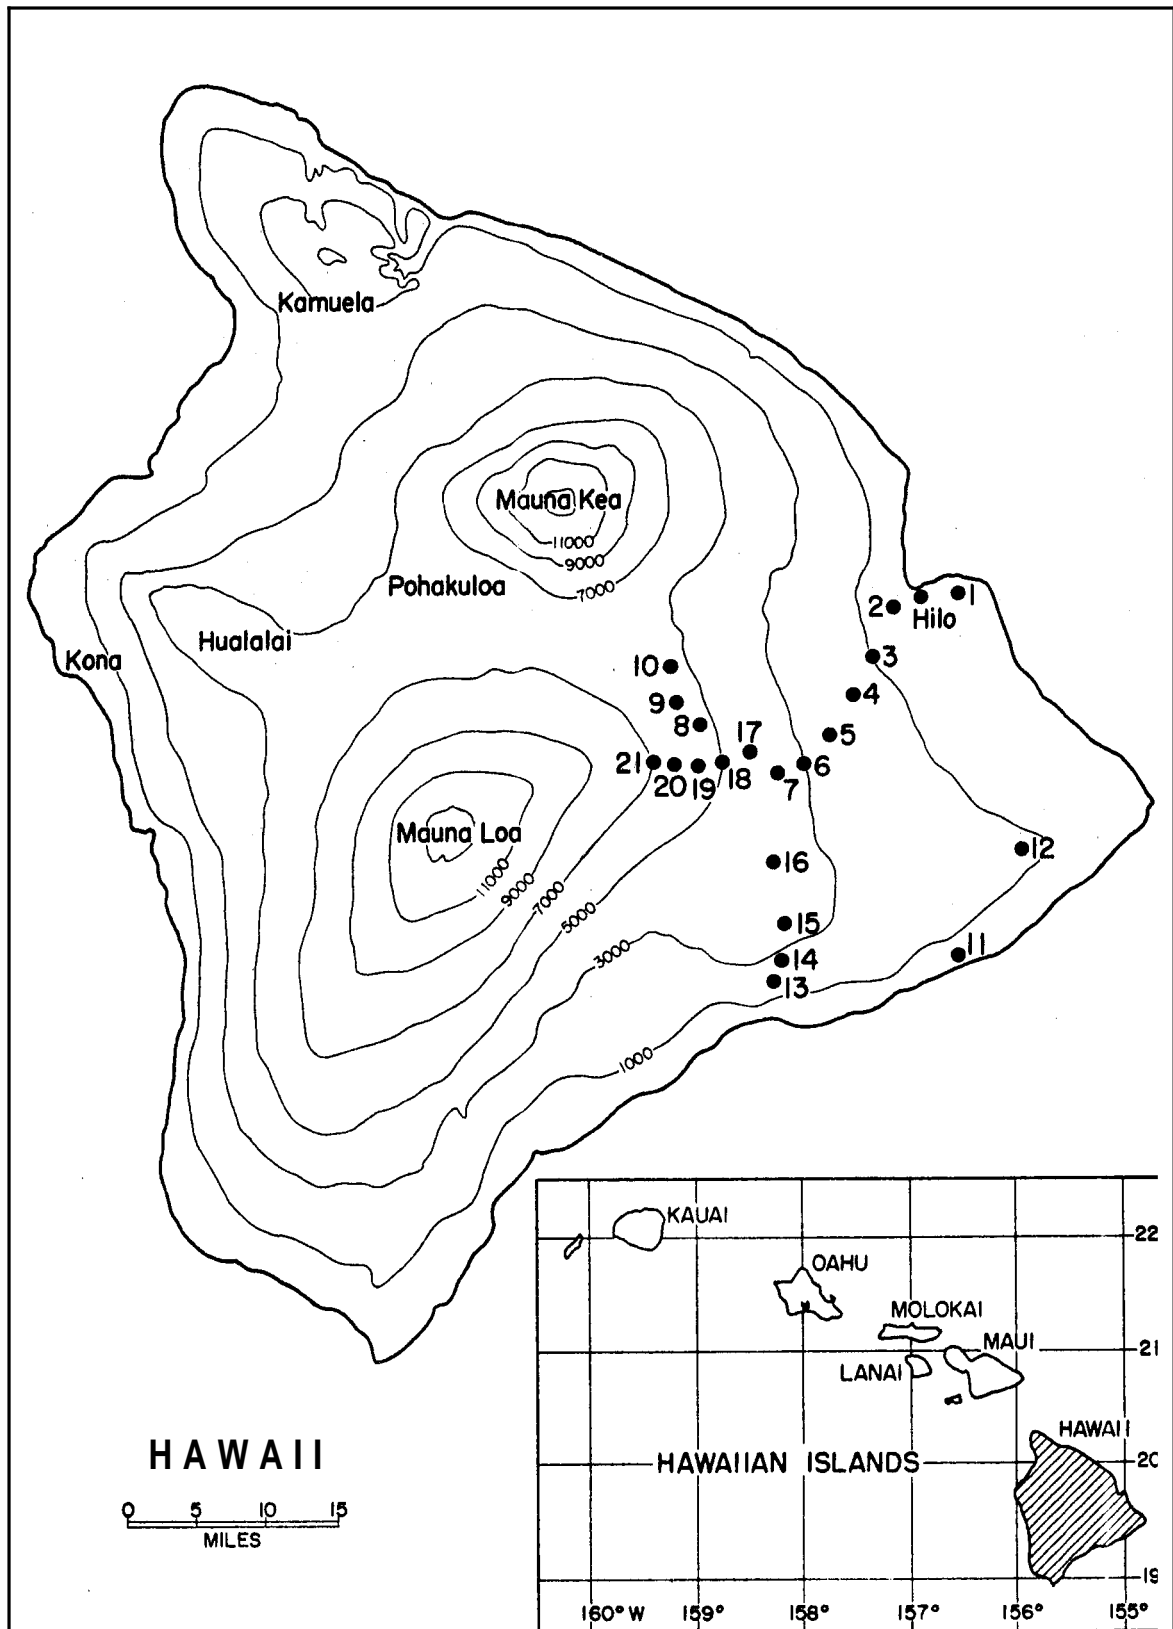 Kamuela
Mauna Kea
11000
9000
7000
Pohakuloa
Hualalai
Kona
1
2
Hilo
3
10
4
9
8
5
17
21
20
19
18
7
6
Mauna Loa
11000
9000
7000
5000
3000
1000
12
16
15
14
13
11
KAUAI
22
OAHU
MOLOKAI
MAUI
21
LANAI
HAWAII
20
HAWAIIAN ISLANDS
19
160° W 159° 158° 157° 156° 155°
HAWAII
0 5 10 15
MILES